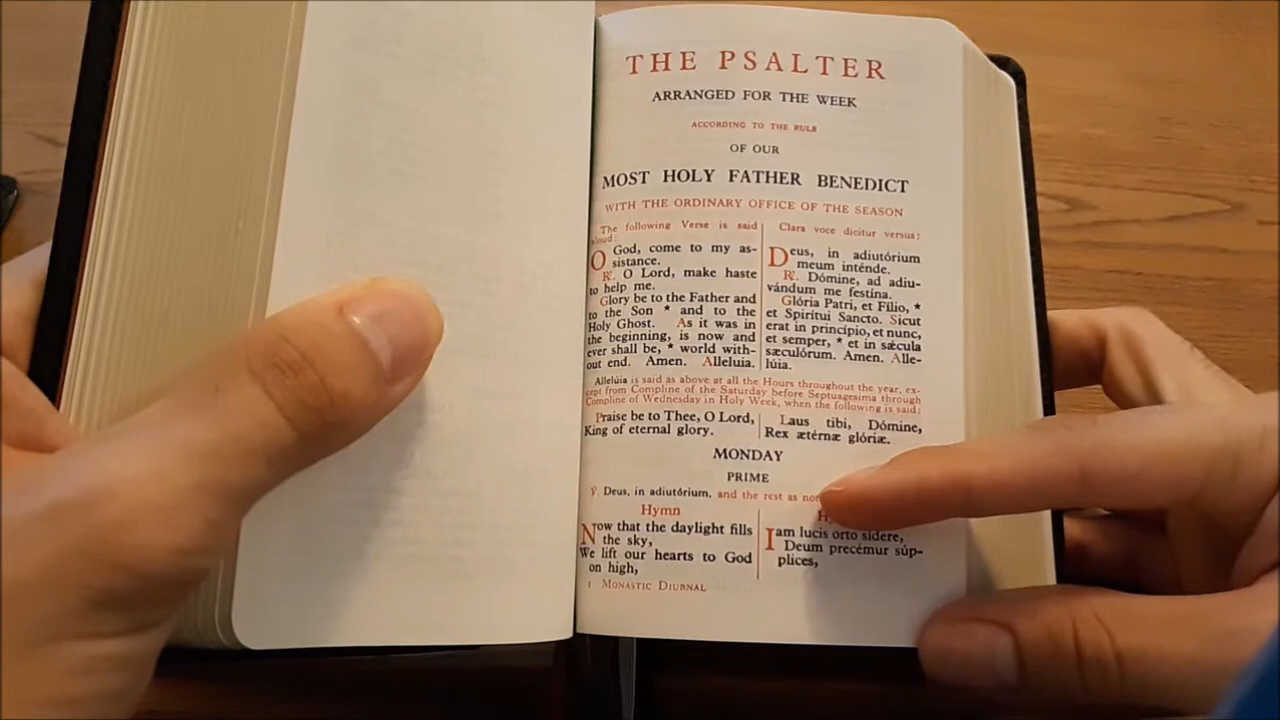 THE PSALTER
ARRANGED FOR THE WEEK
ACCORDING TO THE RULE
OF OUR
MOST HOLY FATHER BENEDICT
WITH THE ORDINARY OFFICE OF THE SEASON
The following Verse is said
aloud:
O God, come to my as-
sistance.
℟. O Lord, make haste
to help me.
Glory be to the Father and
to the Son * and to the
Holy Ghost. As it was in
the beginning, is now and
ever shall be, * world with-
out end. Amen. Alleluia.
Clara voce dicitur versus:
Deus, in adiutórium
meum inténde.
℟. Dómine, ad adiu-
vándum me festína.
Glória Patri, et Fílio, *
et Spirítui Sancto. Sicut
erat in princípio, et nunc,
et semper, * et in sǽcula
sæculórum. Amen. Alle-
lúia.
Allelúia is said as above at all the Hours throughout the year, ex-
cept from Compline of the Saturday before Septuagesima through
Compline of Wednesday in Holy Week, when the following is said:
Praise be to Thee, O Lord,
King of eternal glory.
Laus tibi, Dómine,
Rex ætérnæ glóriæ.
MONDAY
PRIME
℣. Deus, in adiutórium, and the rest as
Hymn
Now that the daylight fills
the sky,
We lift our hearts to God
on high,
Iam lucis orto sídere,
Deum precémur súp-
plices,
1 MONASTIC DIURNAL